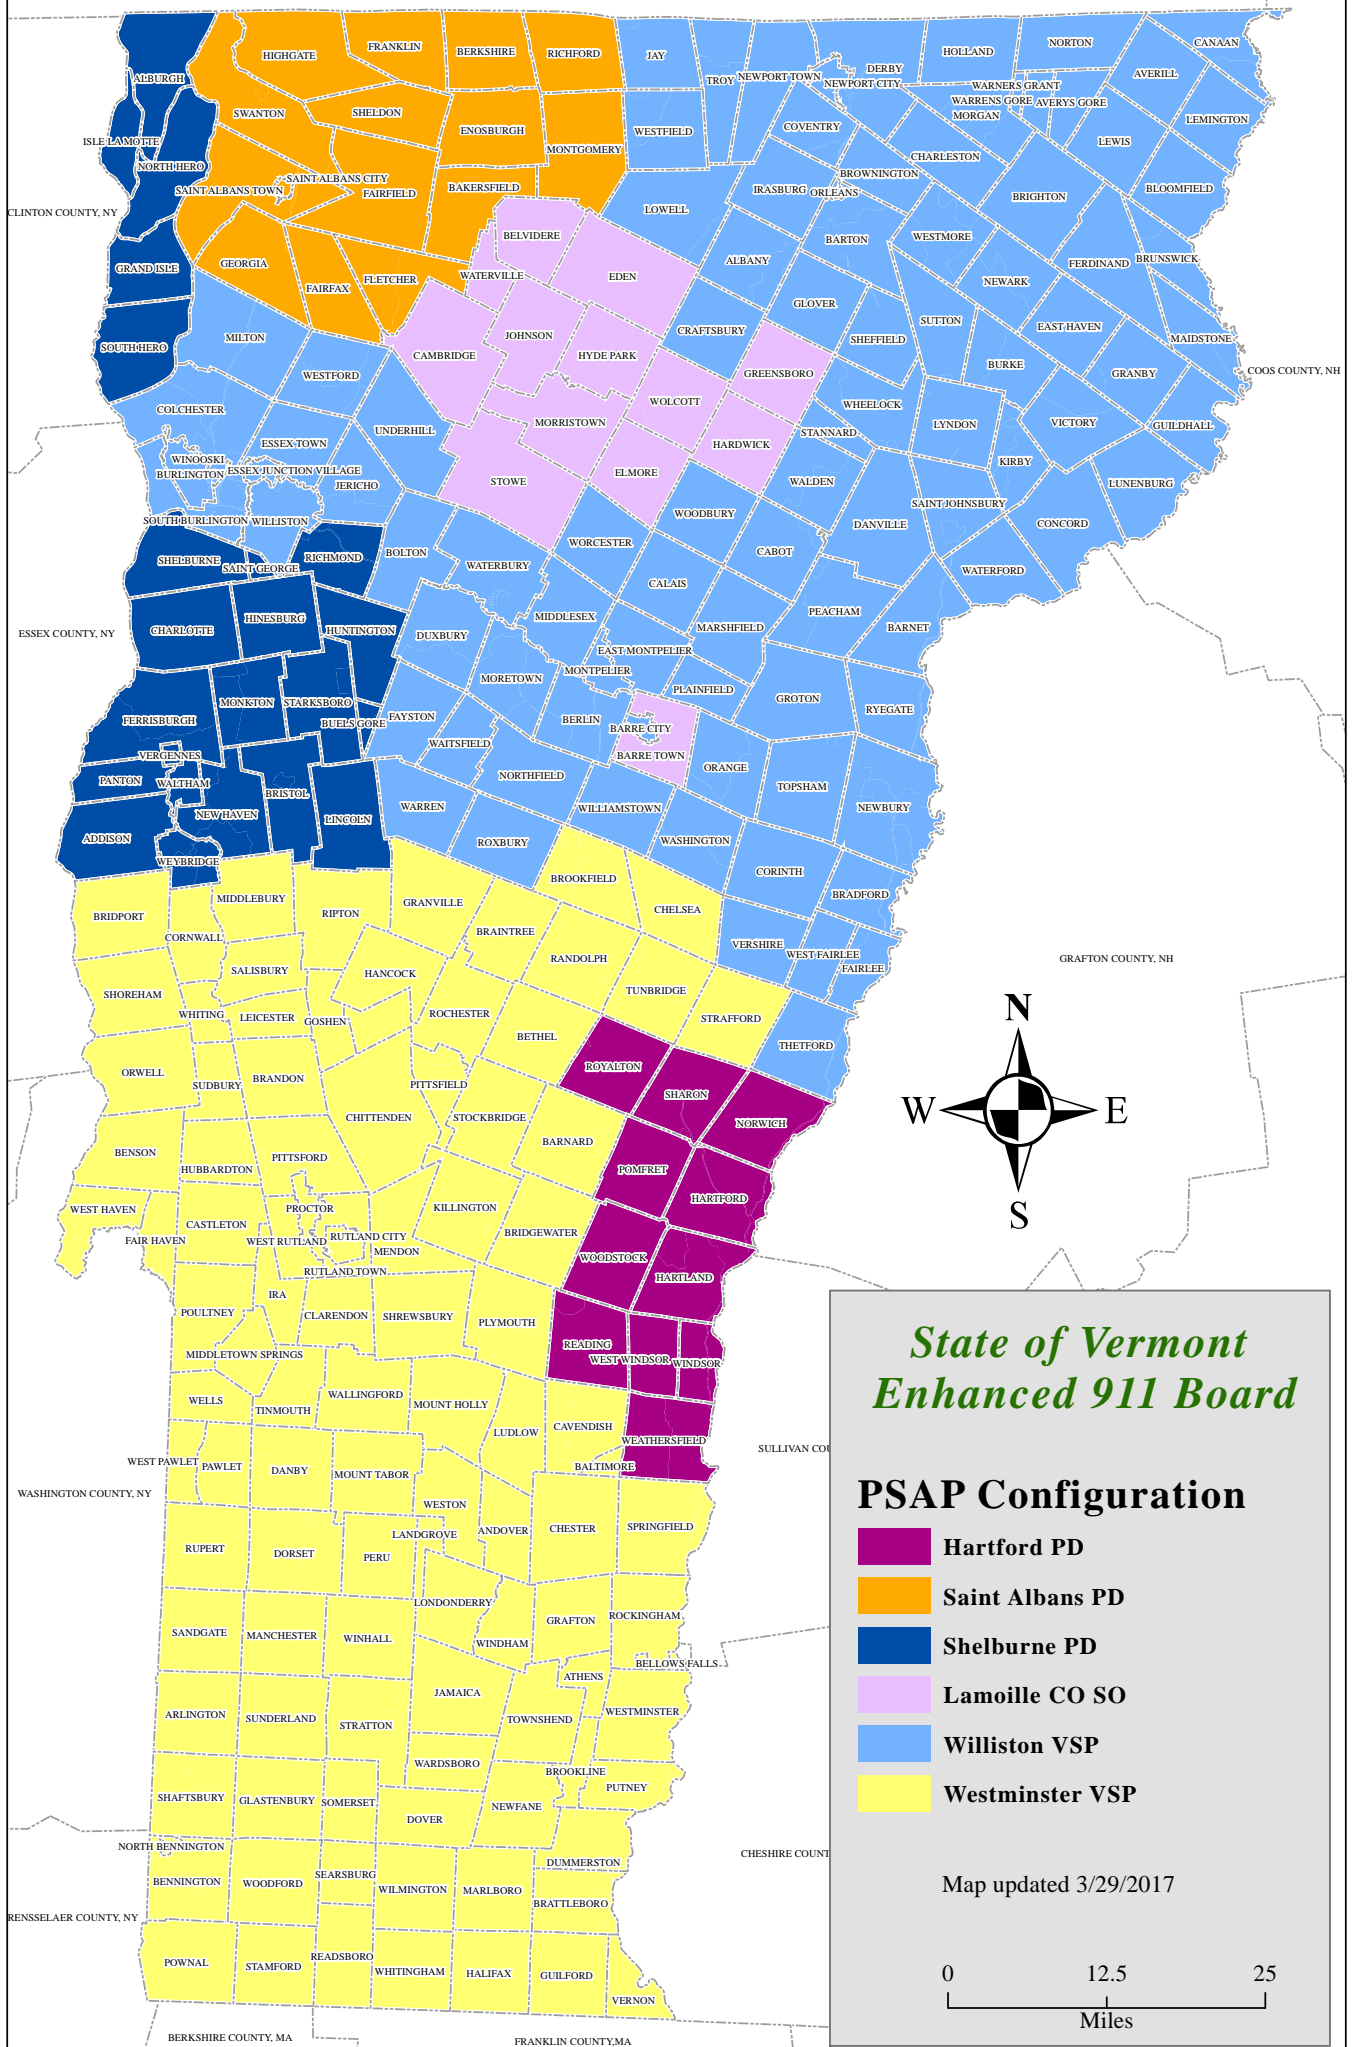 HIGHGATE
FRANKLIN
BERKSHIRE
RICHFORD
JAY
TROY
NEWPORT TOWN
DERBY
NEWPORT CITY
HOLLAND
NORTON
CANAAN
AVERILL
WARNERS GRANT
WARRENS GORE
AVERYS GORE
MORGAN
LEMINGTON
LEWIS
ALBURGH
SWANTON
SHELDON
ENOSBURGH
WESTFIELD
COVENTRY
ISLE LAMOTTE
NORTH HERO
MONTGOMERY
CHARLESTON
BROWNINGTON
SAINT ALBANS CITY
SAINT ALBANS TOWN
FAIRFIELD
BAKERSFIELD
IRASBURG
ORLEANS
BRIGHTON
BLOOMFIELD
CLINTON COUNTY, NY
LOWELL
BELVIDERE
BARTON
WESTMORE
GRAND ISLE
GEORGIA
FAIRFAX
FLETCHER
WATERVILLE
EDEN
ALBANY
NEWARK
FERDINAND
BRUNSWICK
GLOVER
SUTTON
EAST HAVEN
MAIDSTONE
SOUTH HERO
MILTON
JOHNSON
HYDE PARK
CRAFTSBURY
SHEFFIELD
CAMBRIDGE
WESTFORD
GREENSBORO
BURKE
GRANBY
COOS COUNTY, NH
COLCHESTER
WOLCOTT
WHEELOCK
LYNDON
VICTORY
GUILDHALL
MORRISTOWN
UNDERHILL
STANNARD
ESSEX TOWN
HARDWICK
KIRBY
WINOOSKI
BURLINGTON
ESSEX JUNCTION VILLAGE
JERICHO
STOWE
ELMORE
WALDEN
LUNENBURG
SAINT JOHNSBURY
SOUTH BURLINGTON
WILLISTON
WOODBURY
DANVILLE
CONCORD
SHELBURNE
SAINT GEORGE
RICHMOND
BOLTON
WATERBURY
WORCESTER
CABOT
CALAIS
WATERFORD
PEACHAM
CHARLOTTE
HINESBURG
HUNTINGTON
DUXBURY
MIDDLESEX
MARSHFIELD
BARNET
ESSEX COUNTY, NY
EAST MONTPELIER
MONTPELIER
MORETOWN
PLAINFIELD
GROTON
RYEGATE
FERRISBURGH
MONKTON
STARKSBORO
BUELS GORE
FAYSTON
BERLIN
BARRE CITY
WAITSFIELD
VERGENNES
BARRE TOWN
ORANGE
PANTON
WALTHAM
NORTHFIELD
TOPSHAM
BRISTOL
NEW HAVEN
LINCOLN
WARREN
WILLIAMSTOWN
NEWBURY
ADDISON
ROXBURY
WASHINGTON
WEYBRIDGE
CORINTH
BROOKFIELD
BRADFORD
MIDDLEBURY
BRIDPORT
RIPTON
GRANVILLE
CHELSEA
CORNWALL
BRAINTREE
VERSHIRE
WEST FAIRLEE
FAIRLEE
SALISBURY
HANCOCK
RANDOLPH
GRAFTON COUNTY, NH
SHOREHAM
TUNBRIDGE
WHITING
LEICESTER
GOSHEN
ROCHESTER
STRAFFORD
BETHEL
THETFORD
ORWELL
SUDBURY
BRANDON
PITTSFIELD
ROYALTON
SHARON
CHITTENDEN
STOCKBRIDGE
NORWICH
BARNARD
BENSON
HUBBARDTON
PITTSFORD
POMFRET
HARTFORD
WEST HAVEN
PROCTOR
KILLINGTON
CASTLETON
FAIR HAVEN
WEST RUTLAND
RUTLAND CITY
MENDON
BRIDGEWATER
WOODSTOCK
RUTLAND TOWN
HARTLAND
IRA
POULTNEY
CLARENDON
SHREWSBURY
PLYMOUTH
READING
MIDDLETOWN SPRINGS
WEST WINDSOR
WINDSOR
WELLS
TINMOUTH
WALLINGFORD
MOUNT HOLLY
LUDLOW
CAVENDISH
WEATHERSFIELD
SULLIVAN COU
WEST PAWLET
PAWLET
DANBY
MOUNT TABOR
BALTIMORE
WASHINGTON COUNTY, NY
WESTON
LANDGROVE
ANDOVER
CHESTER
SPRINGFIELD
RUPERT
DORSET
PERU
LONDONDERRY
GRAFTON
ROCKINGHAM
SANDGATE
MANCHESTER
WINHALL
WINDHAM
BELLOWS FALLS
ATHENS
JAMAICA
ARLINGTON
SUNDERLAND
STRATTON
TOWNSHEND
WESTMINSTER
WARDSBORO
BROOKLINE
PUTNEY
SHAFTSBURY
GLASTENBURY
SOMERSET
DOVER
NEWFANE
NORTH BENNINGTON
CHESHIRE COUNT
DUMMERSTON
BENNINGTON
WOODFORD
SEARSBURG
WILMINGTON
MARLBORO
BRATTLEBORO
RENSSELAER COUNTY, NY
POWNAL
STAMFORD
READSBORO
WHITINGHAM
HALIFAX
GUILFORD
VERNON
BERKSHIRE COUNTY, MA
FRANKLIN COUNTY,MA
N
W
E
S
State of Vermont
Enhanced 911 Board
PSAP Configuration
Hartford PD
Saint Albans PD
Shelburne PD
Lamoille CO SO
Williston VSP
Westminster VSP
Map updated 3/29/2017
0 12.5 25
Miles